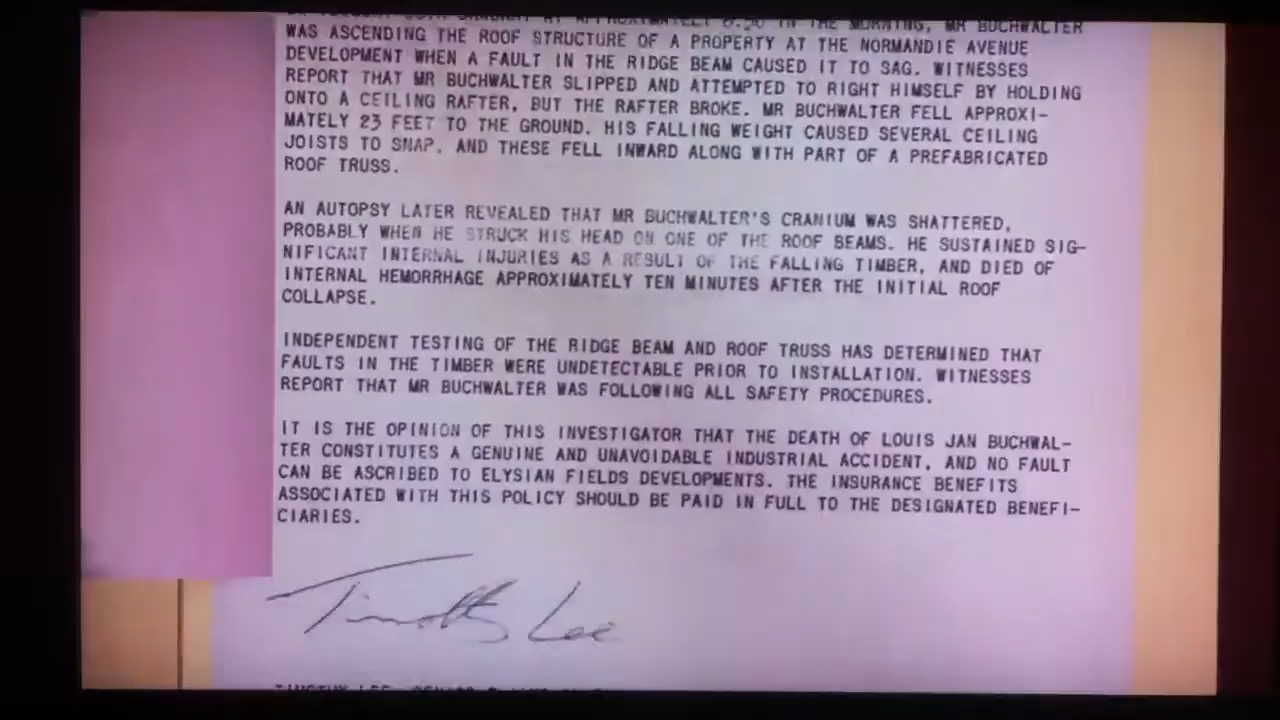 IN THE MORNING, MR BUCHWALTER
WAS ASCENDING THE ROOF STRUCTURE OF A PROPERTY AT THE NORMANDIE AVENUE
DEVELOPMENT WHEN A FAULT IN THE RIDGE BEAM CAUSED IT TO SAG. WITNESSES
REPORT THAT MR BUCHWALTER SLIPPED AND ATTEMPTED TO RIGHT HIMSELF BY HOLDING
ONTO A CEILING RAFTER, BUT THE RAFTER BROKE. MR BUCHWALTER FELL APPROXI-
MATELY 23 FEET TO THE GROUND. HIS FALLING WEIGHT CAUSED SEVERAL CEILING
JOISTS TO SNAP, AND THESE FELL INWARD ALONG WITH PART OF A PREFABRICATED
ROOF TRUSS.
AN AUTOPSY LATER REVEALED THAT MR BUCHWALTER'S CRANIUM WAS SHATTERED,
PROBABLY WHEN HE STRUCK HIS HEAD ON ONE OF THE ROOF BEAMS. HE SUSTAINED SIG-
NIFICANT INTERNAL INJURIES AS A RESULT OF THE FALLING TIMBER, AND DIED OF
INTERNAL HEMORRHAGE APPROXIMATELY TEN MINUTES AFTER THE INITIAL ROOF
COLLAPSE.
INDEPENDENT TESTING OF THE RIDGE BEAM AND ROOF TRUSS HAS DETERMINED THAT
FAULTS IN THE TIMBER WERE UNDETECTABLE PRIOR TO INSTALLATION. WITNESSES
REPORT THAT MR BUCHWALTER WAS FOLLOWING ALL SAFETY PROCEDURES.
IT IS THE OPINION OF THIS INVESTIGATOR THAT THE DEATH OF LOUIS JAN BUCHWAL-
TER CONSTITUTES A GENUINE AND UNAVOIDABLE INDUSTRIAL ACCIDENT, AND NO FAULT
CAN BE ASCRIBED TO ELYSIAN FIELDS DEVELOPMENTS. THE INSURANCE BENEFITS
ASSOCIATED WITH THIS POLICY SHOULD BE PAID IN FULL TO THE DESIGNATED BENEFI-
CIARIES.
Timothy Lee
TIMOTHY LEE,